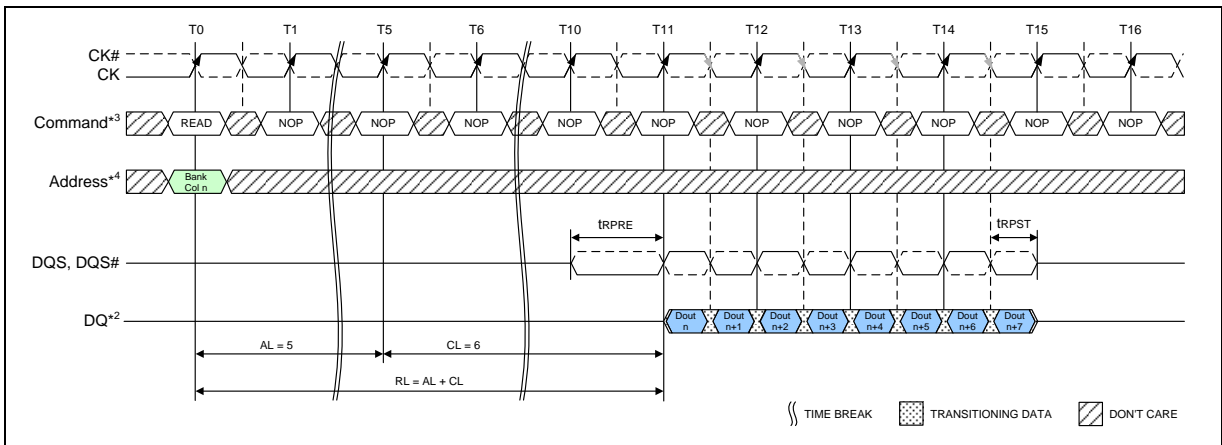 T0 T1 T5 T6 T10 T11 T12 T13 T14 T15 T16
CK#
CK
Command*3 READ NOP NOP NOP NOP NOP NOP NOP NOP NOP NOP
Address*4 Bank
Col n
tRPRE tRPST
DQS, DQS#
DQ*2 Dout Dout Dout Dout Dout Dout Dout Dout
n n+1 n+2 n+3 n+4 n+5 n+6 n+7
AL = 5 CL = 6
RL = AL + CL
TIME BREAK TRANSITIONING DATA DON'T CARE